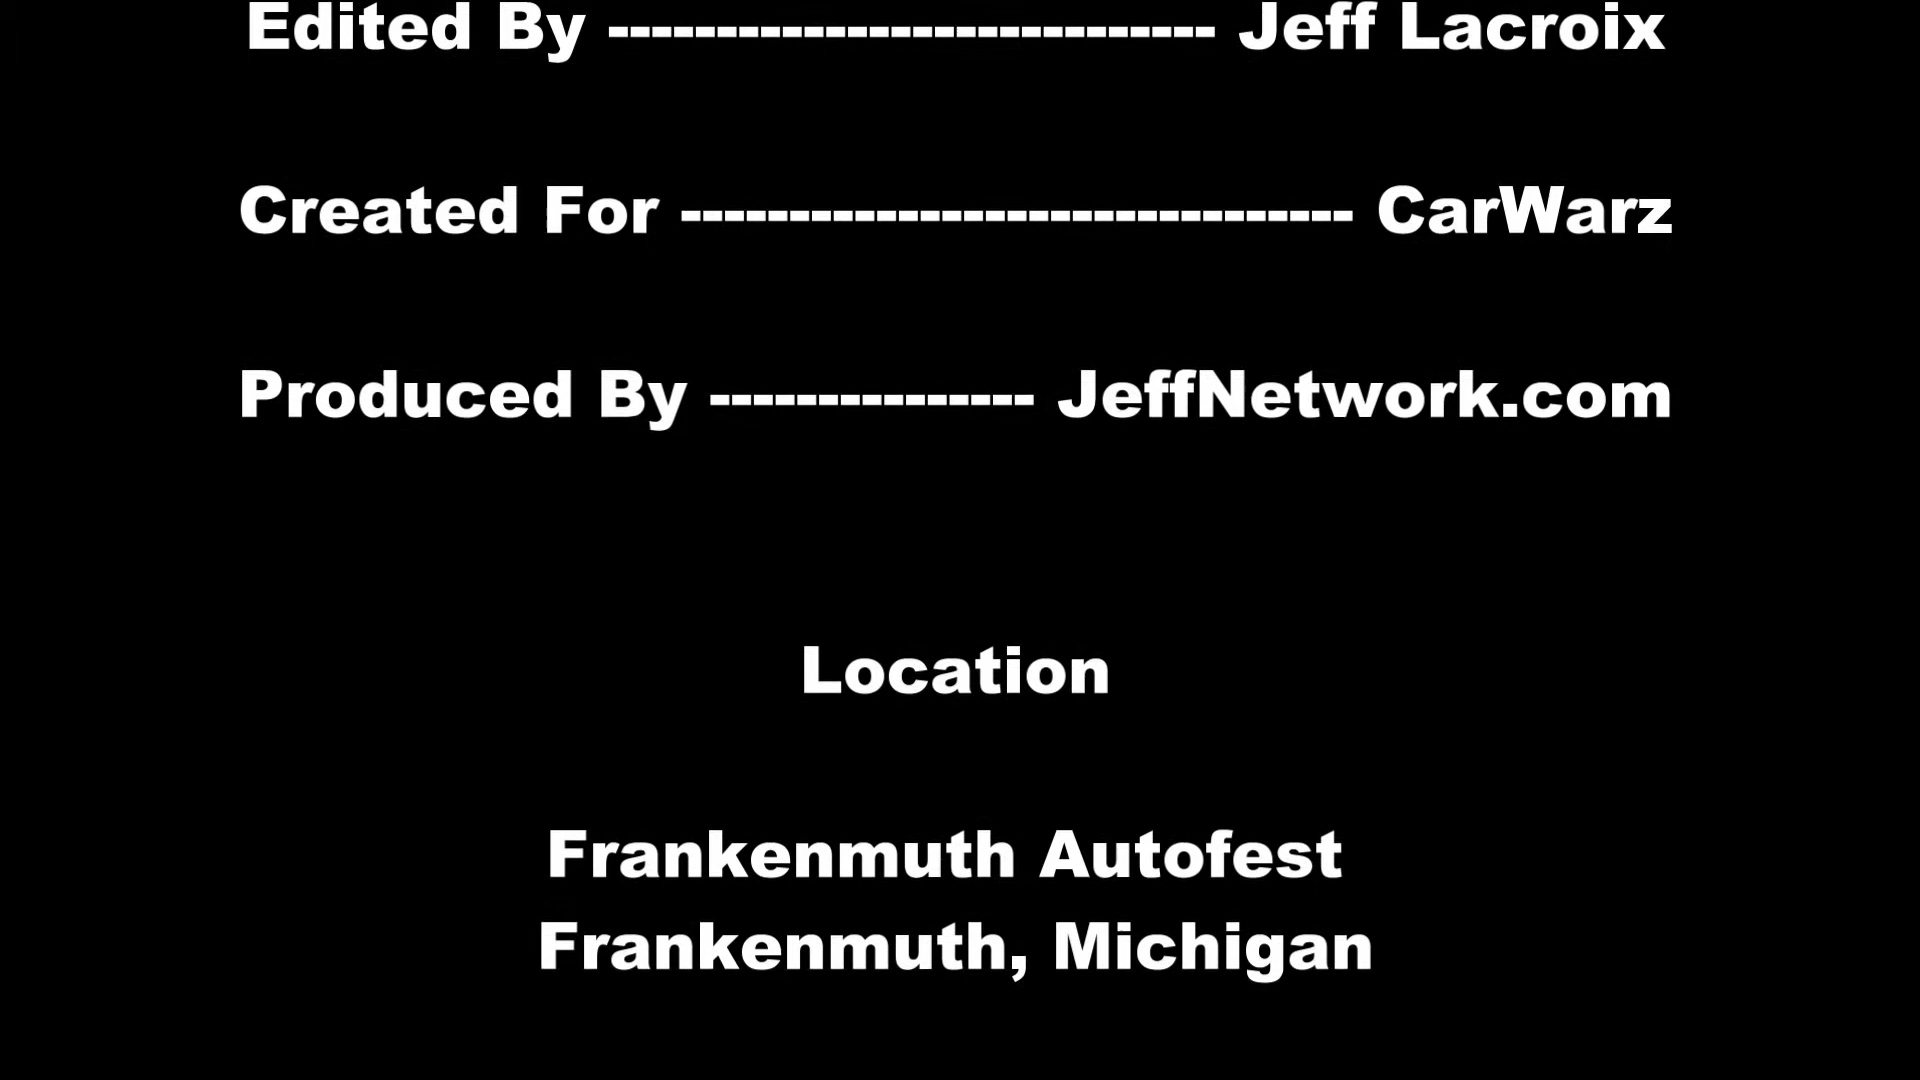 Edited By ---------------------------- Jeff Lacroix
Created For ------------------------------- CarWarz
Produced By --------------- JeffNetwork.com
Location
Frankenmuth Autofest
Frankenmuth, Michigan